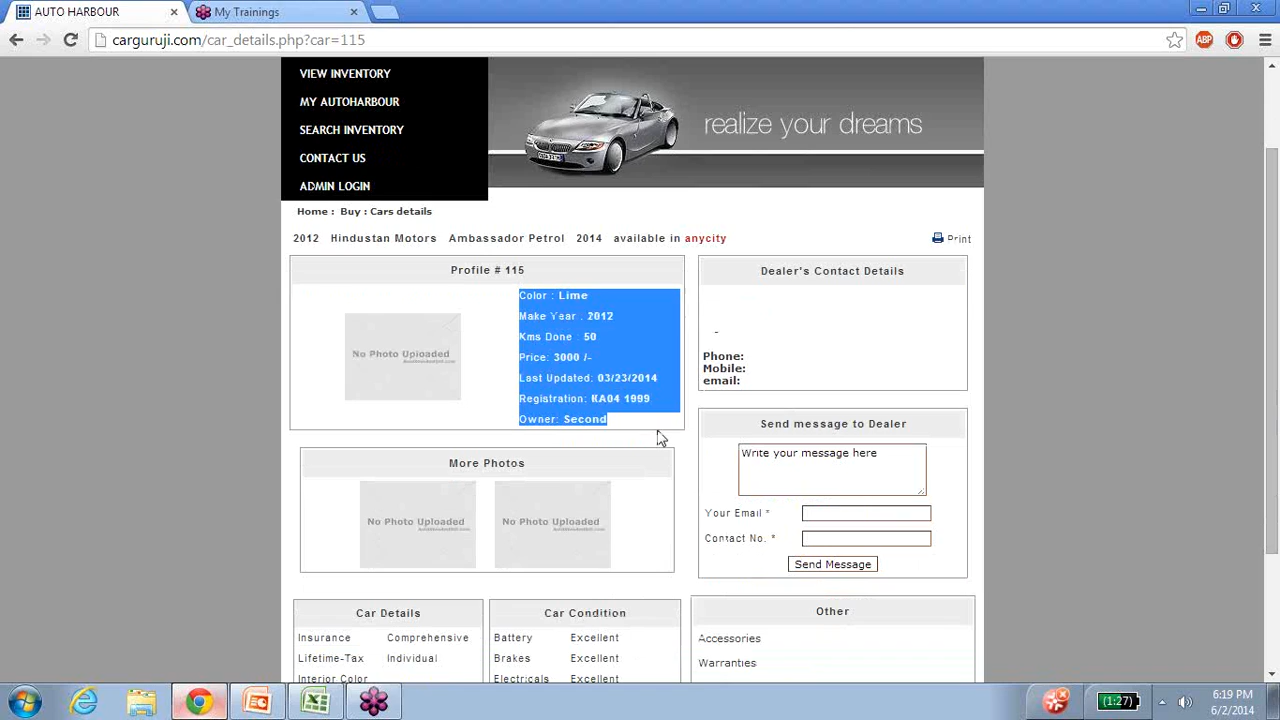 AUTO HARBOUR
My Trainings
carguruji.com/car_details.php?car=115
ABP
VIEW INVENTORY
MY AUTOHARBOUR
SEARCH INVENTORY
CONTACT US
ADMIN LOGIN
realize your dreams
Home : Buy : Cars details
2012 Hindustan Motors Ambassador Petrol 2014 available in anycity
Print
Profile # 115
No Photo Uploaded
Color : Lime
Make Year : 2012
Kms Done : 50
Price: 3000 /-
Last Updated: 03/23/2014
Registration: KA04 1999
Owner: Second
More Photos
No Photo Uploaded
No Photo Uploaded
Dealer's Contact Details
-
Phone:
Mobile:
email:
Send message to Dealer
Write your message here
Your Email *
Contact No. *
Send Message
Car Details
Insurance Comprehensive
Lifetime-Tax Individual
Interior Color
Car Condition
Battery Excellent
Brakes Excellent
Electricals Excellent
Other
Accessories
Warranties
(1:27)
6:19 PM
6/2/2014